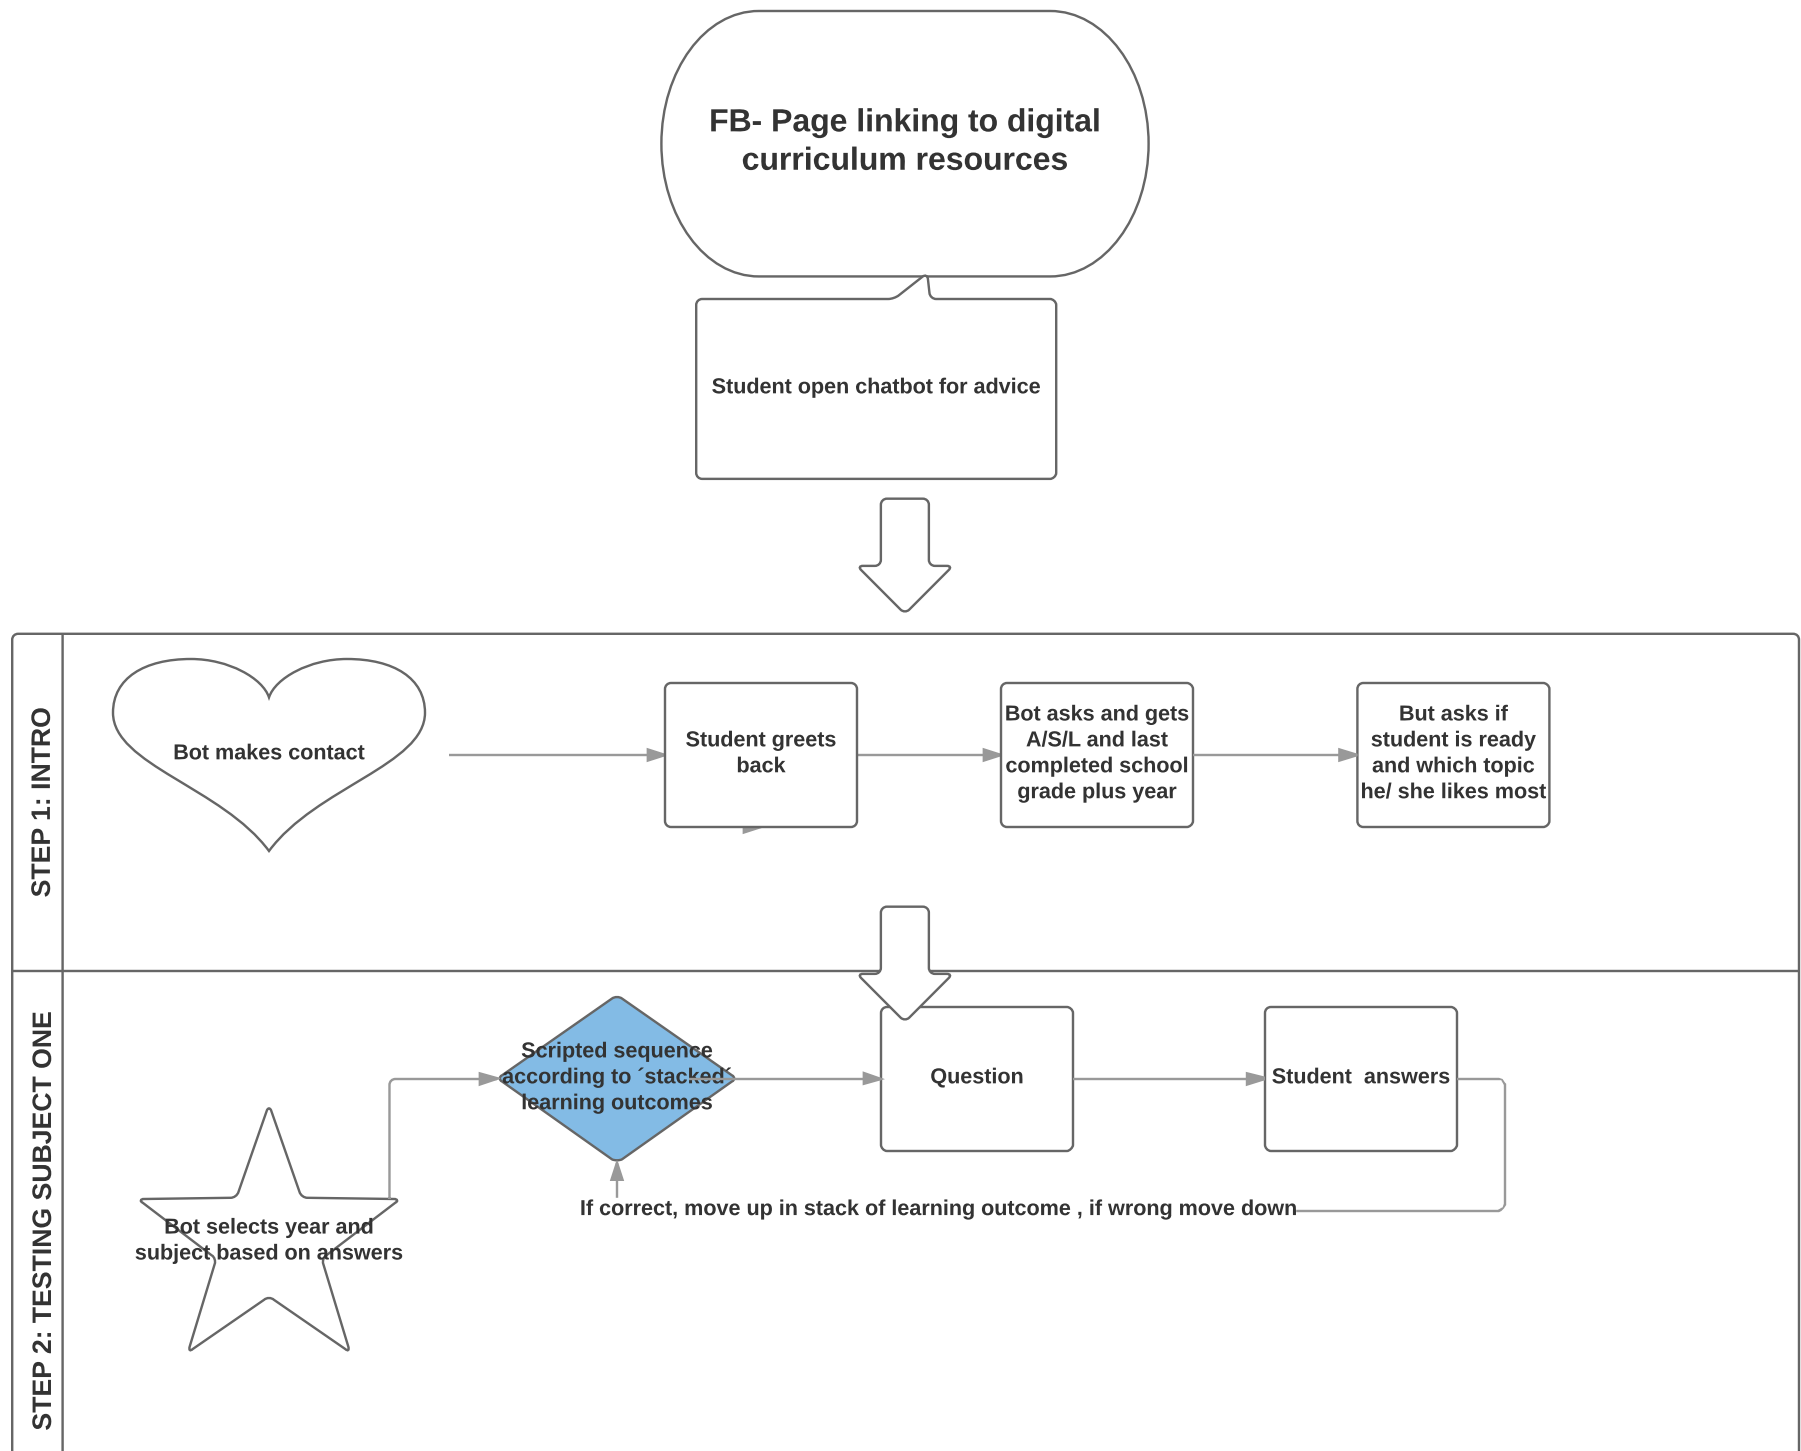 FB- Page linking to digital
curriculum resources
Student open chatbot for advice
STEP 1: INTRO
Bot makes contact
Student greets
back
Bot asks and gets
A/S/L and last
completed school
grade plus year
But asks if
student is ready
and which topic
he/ she likes most
STEP 2: TESTING SUBJECT ONE
Bot selects year and
subject based on answers
Scripted sequence
according to ´stacked´
learning outcomes
Question
Student  answers
If correct, move up in stack of learning outcome , if wrong move down